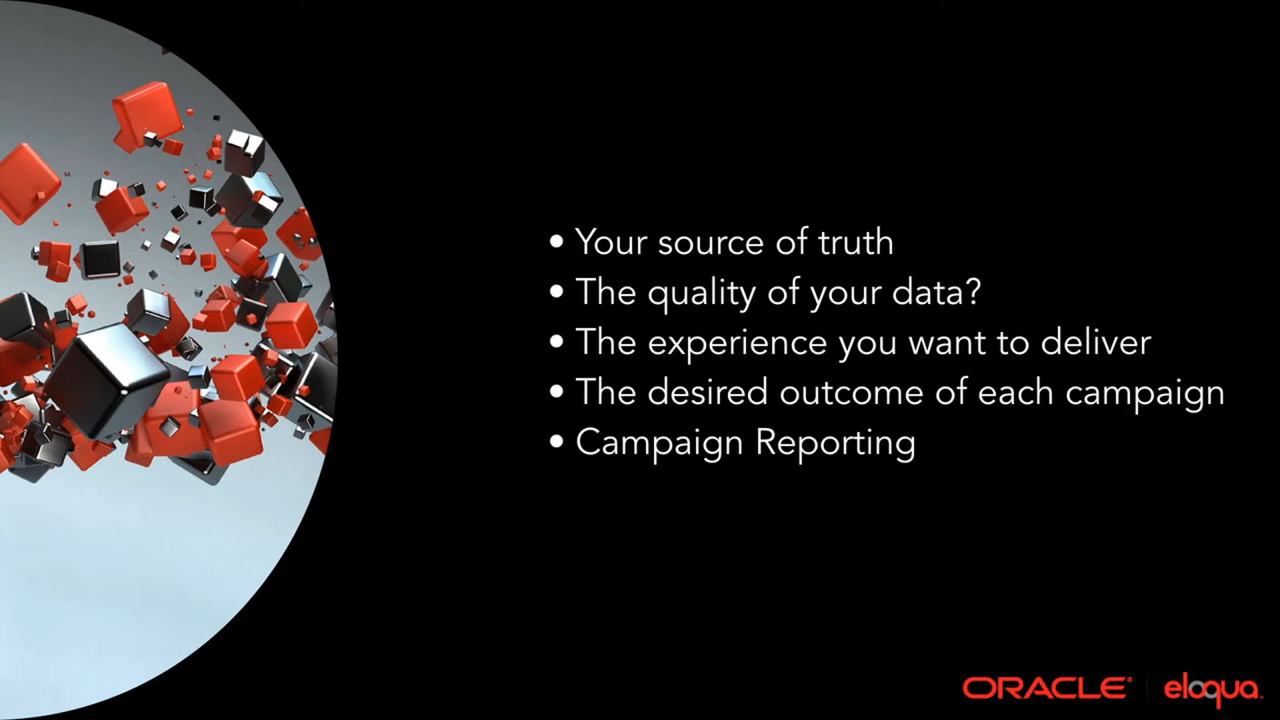 • Your source of truth
• The quality of your data?
• The experience you want to deliver
• The desired outcome of each campaign
• Campaign Reporting
ORACLE® | eloqua™